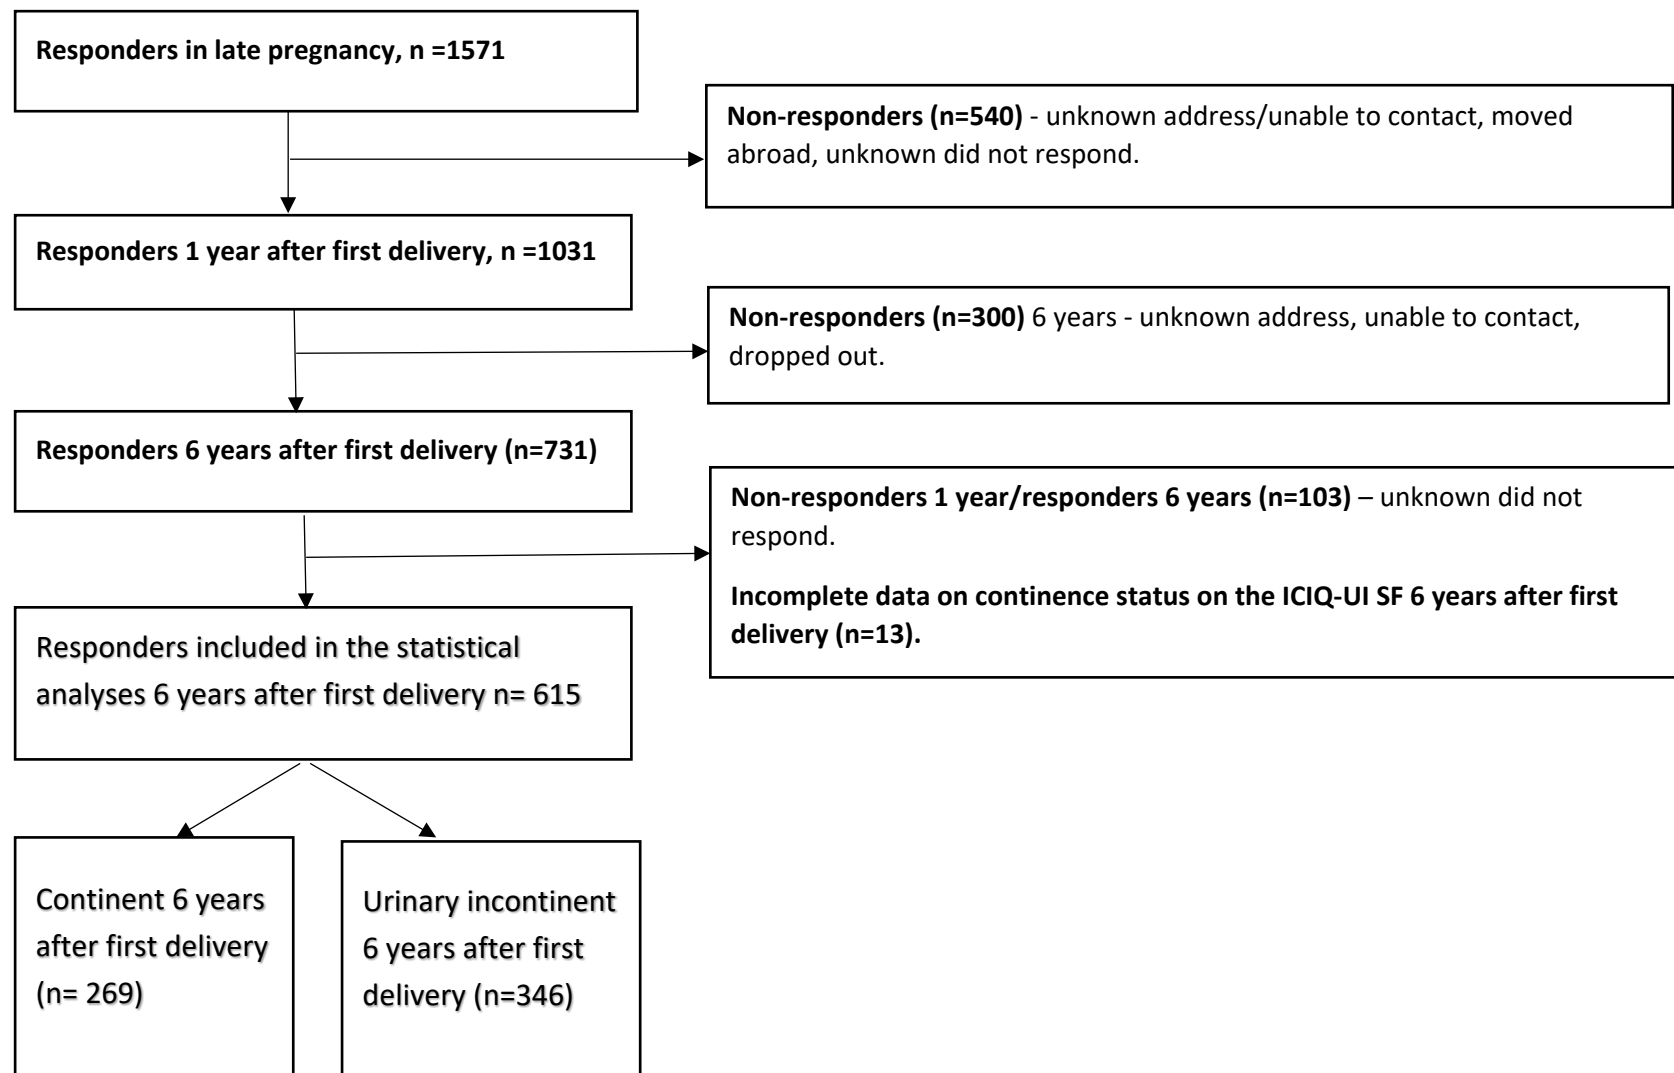 Responders in late pregnancy, n =1571
Non-responders (n=540) - unknown address/unable to contact, moved
abroad, unknown did not respond.
Responders 1 year after first delivery, n =1031
Non-responders (n=300) 6 years - unknown address, unable to contact,
dropped out.
Responders 6 years after first delivery (n=731)
Non-responders 1 year/responders 6 years (n=103) – unknown did not
respond.
Incomplete data on continence status on the ICIQ-UI SF 6 years after first
delivery (n=13).
Responders included in the statistical
analyses 6 years after first delivery n= 615
Continent 6 years
after first delivery
(n= 269)
Urinary incontinent
6 years after first
delivery (n=346)